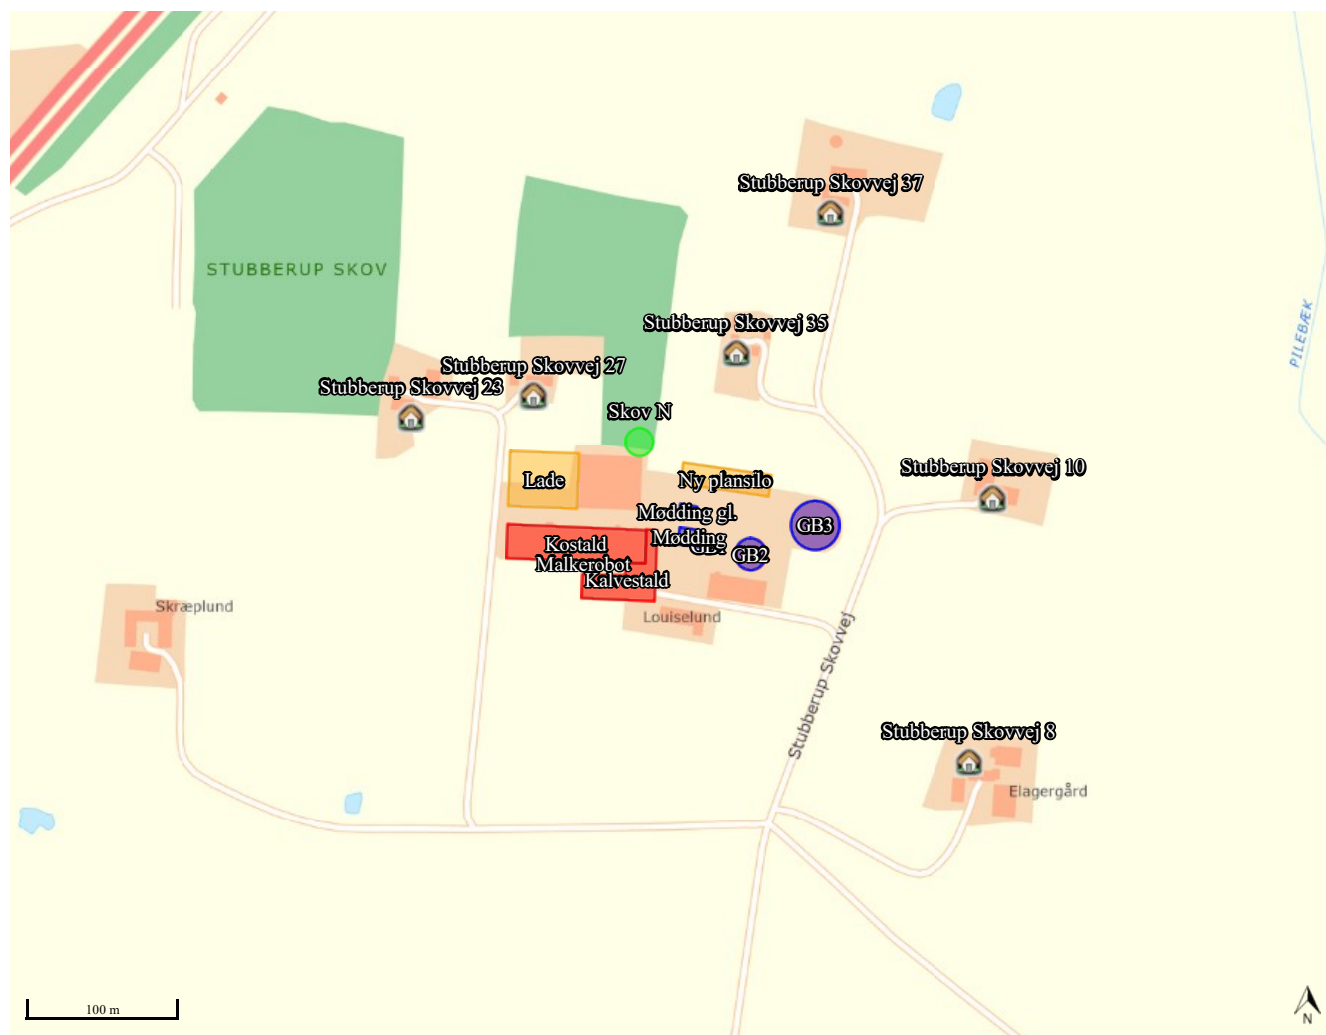 Stubberup Skovvej 37
STUBBERUP SKOV
Stubberup Skovvej 35
PILEBÆK
Stubberup Skovvej 27
Stubberup Skovvej 23
Skov N
Stubberup Skovvej 10
Lade
Ny plansilo
Mødding gl.
GB3
Mødding
Kostald
GB2
Malkerobot
Kalvestald
Skræplund
Louiselund
Stubberup Skovvej
Stubberup Skovvej 8
Elagergård
100 m
N